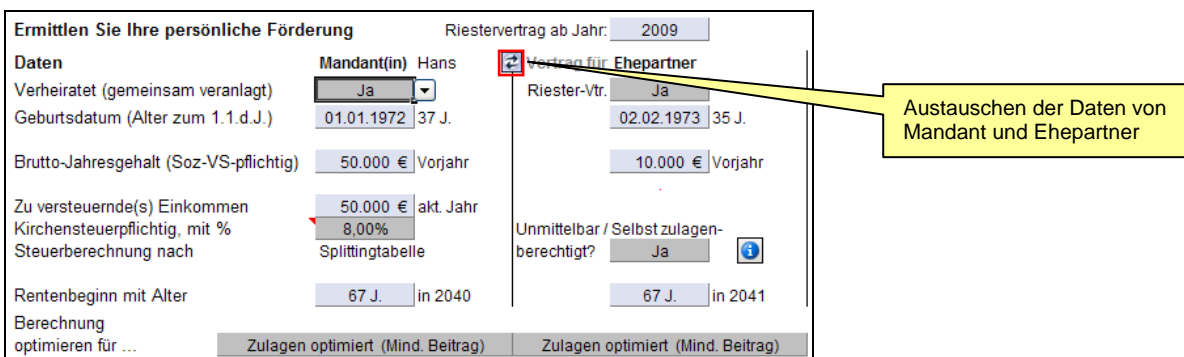 Ermittlen Sie Ihre persönliche Förderung Riestervertrag ab Jahr: 2009
Daten Mandant(in) Hans Vertrag für Ehepartner
Verheiratet (gemeinsam veranlagt) Ja Riester-Vtr. Ja
Geburtsdatum (Alter zum 1.1.d.J.) 01.01.1972 37 J. 02.02.1973 35 J.
Austauschen der Daten von
Mandant und Ehepartner
Brutto-Jahresgehalt (Soz-VS-pflichtig) 50.000 € Vorjahr 10.000 € Vorjahr
Zu versteuernde(s) Einkommen 50.000 € akt. Jahr
Kirchensteuerpflichtig, mit % 8,00% Unmittelbar / Selbst zulagen-
Steuerberechnung nach Splittingtabelle berechtigt? Ja
Rentenbeginn mit Alter 67 J. in 2040 67 J. in 2041
Berechnung
optimieren für ... Zulagen optimiert (Mind. Beitrag) Zulagen optimiert (Mind. Beitrag)